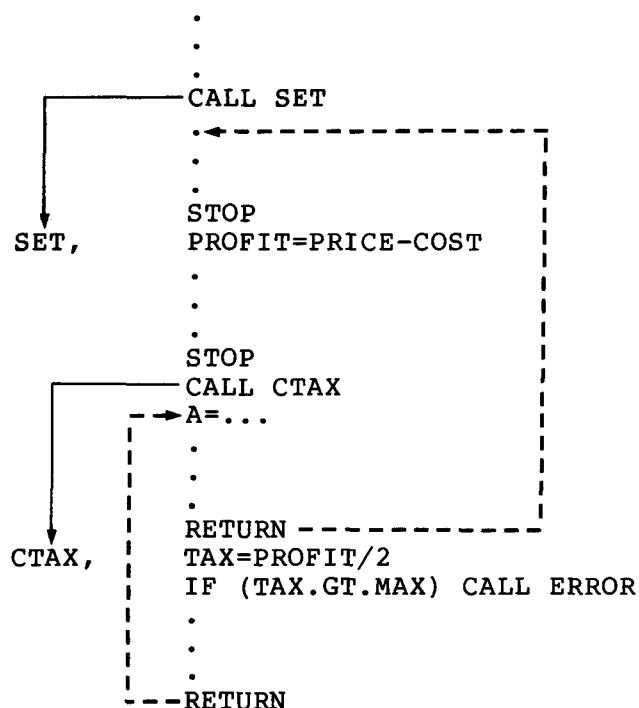 .
.
.
CALL SET
.
.
.
STOP
SET, PROFIT=PRICE-COST
.
.
.
STOP
CALL CTAX
A=...
.
.
.
RETURN
CTAX, TAX=PROFIT/2
IF (TAX.GT.MAX) CALL ERROR
.
.
.
RETURN